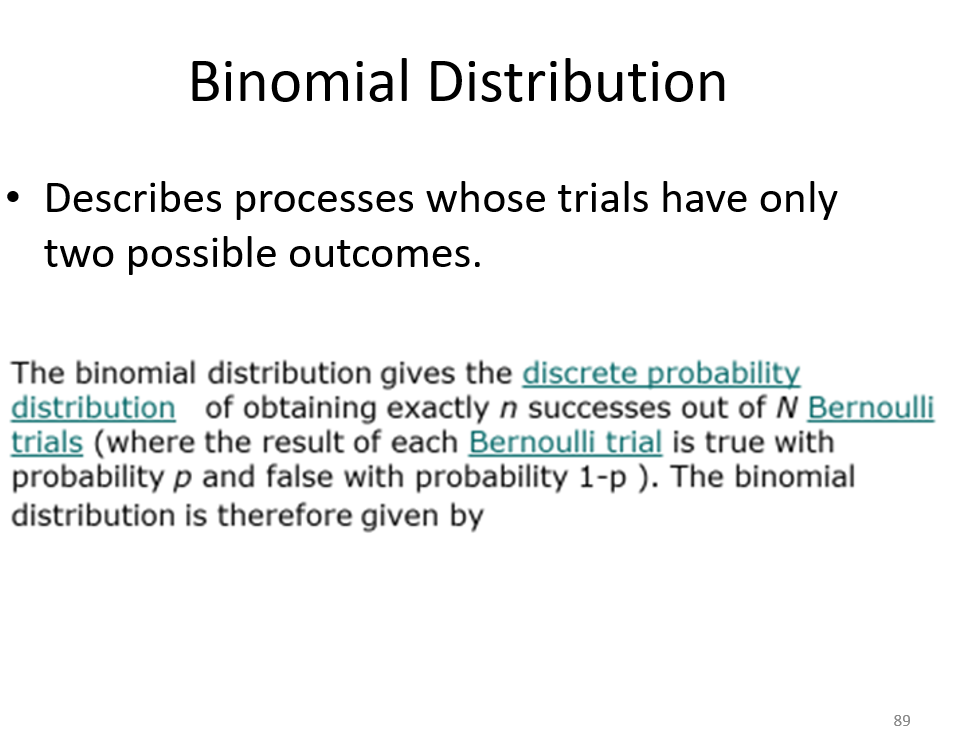 Binomial Distribution
• Describes processes whose trials have only
two possible outcomes.
The binomial distribution gives the discrete probability
distribution of obtaining exactly n successes out of N Bernoulli
trials (where the result of each Bernoulli trial is true with
probability p and false with probability 1-p ). The binomial
distribution is therefore given by
89